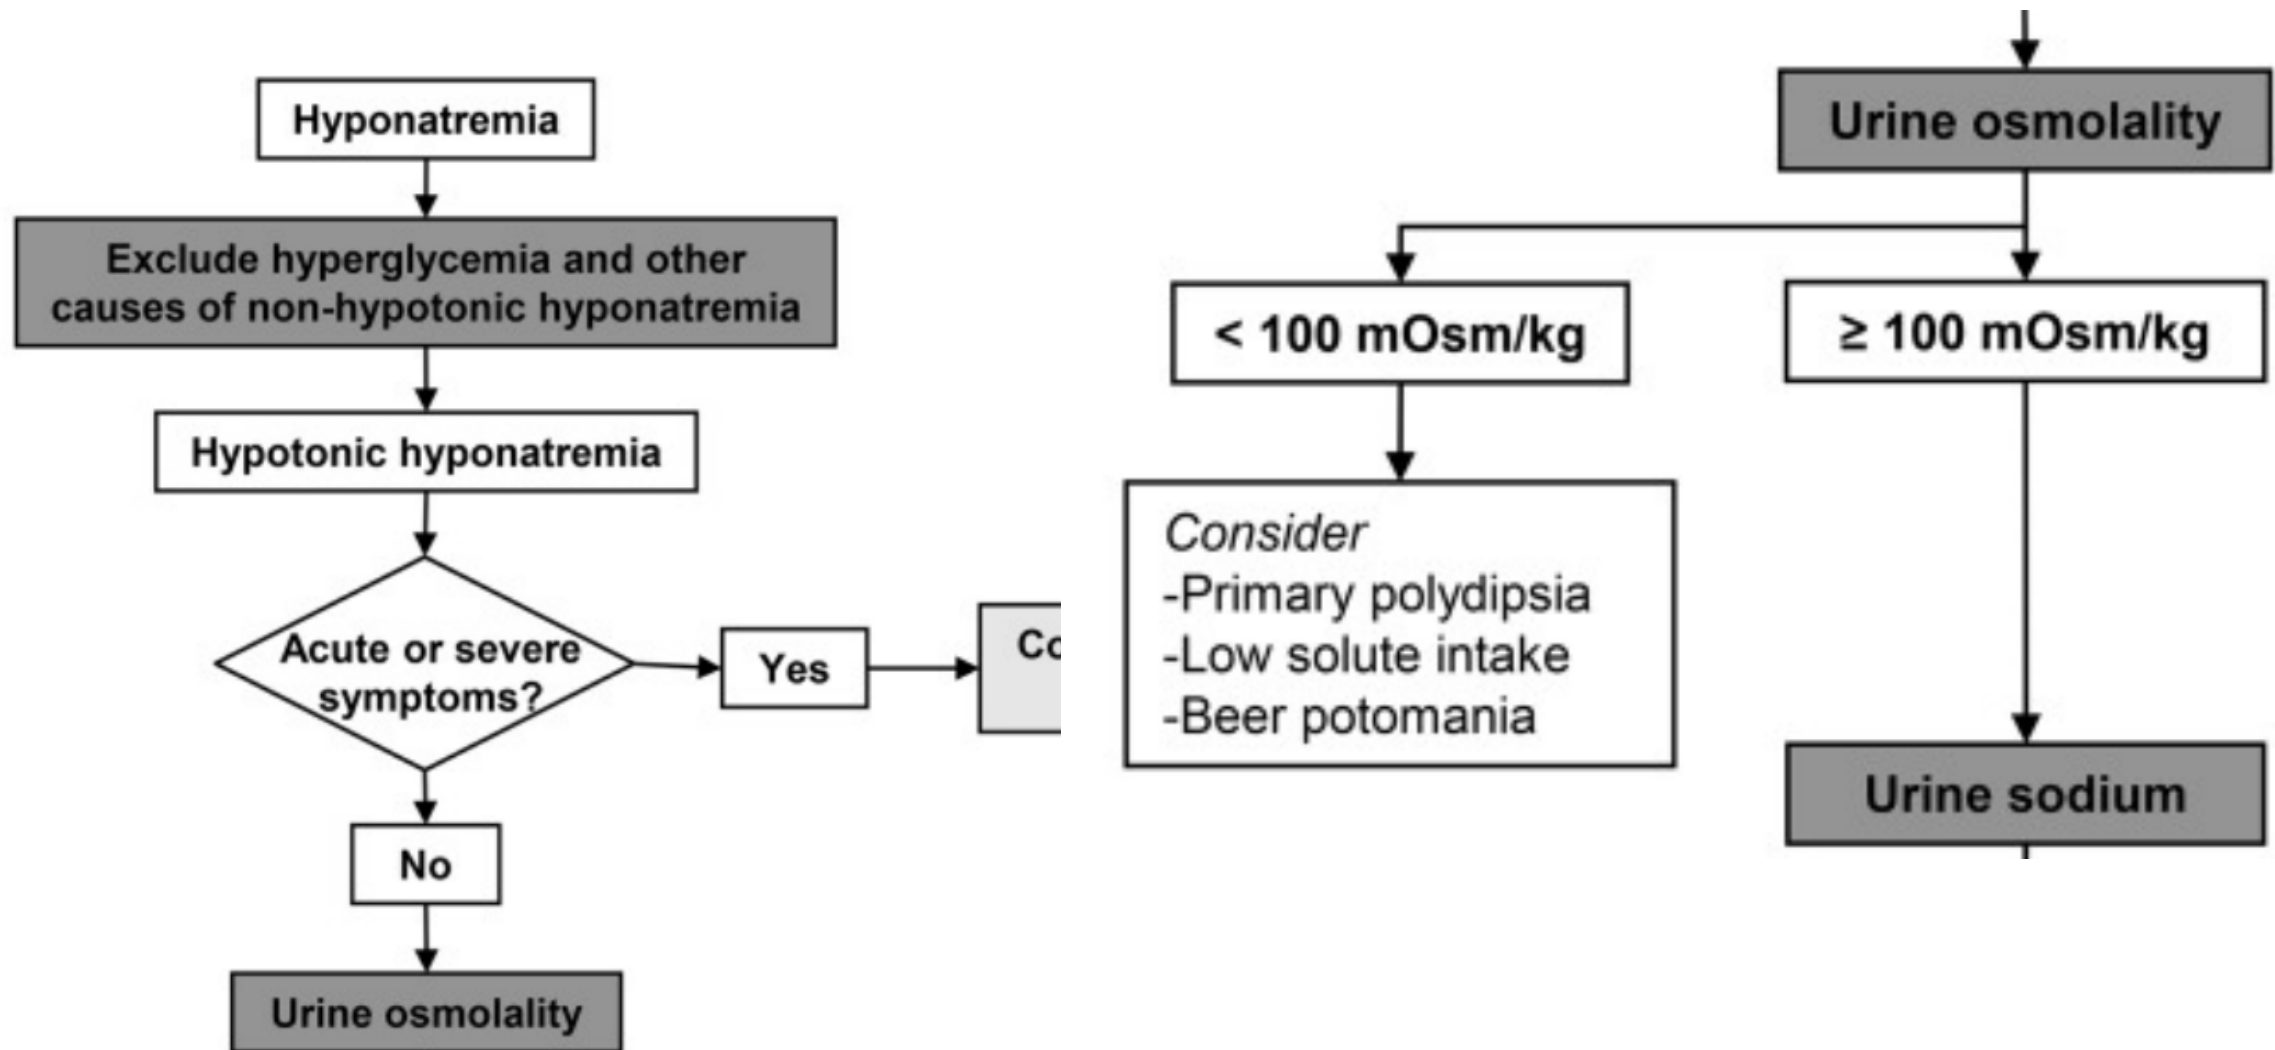 Hyponatremia
Exclude hyperglycemia and other
causes of non-hypotonic hyponatremia
Hypotonic hyponatremia
Acute or severe
symptoms?
Yes
No
Urine osmolality
Urine osmolality
< 100 mOsm/kg
≥ 100 mOsm/kg
Consider
-Primary polydipsia
-Low solute intake
-Beer potomania
Urine sodium